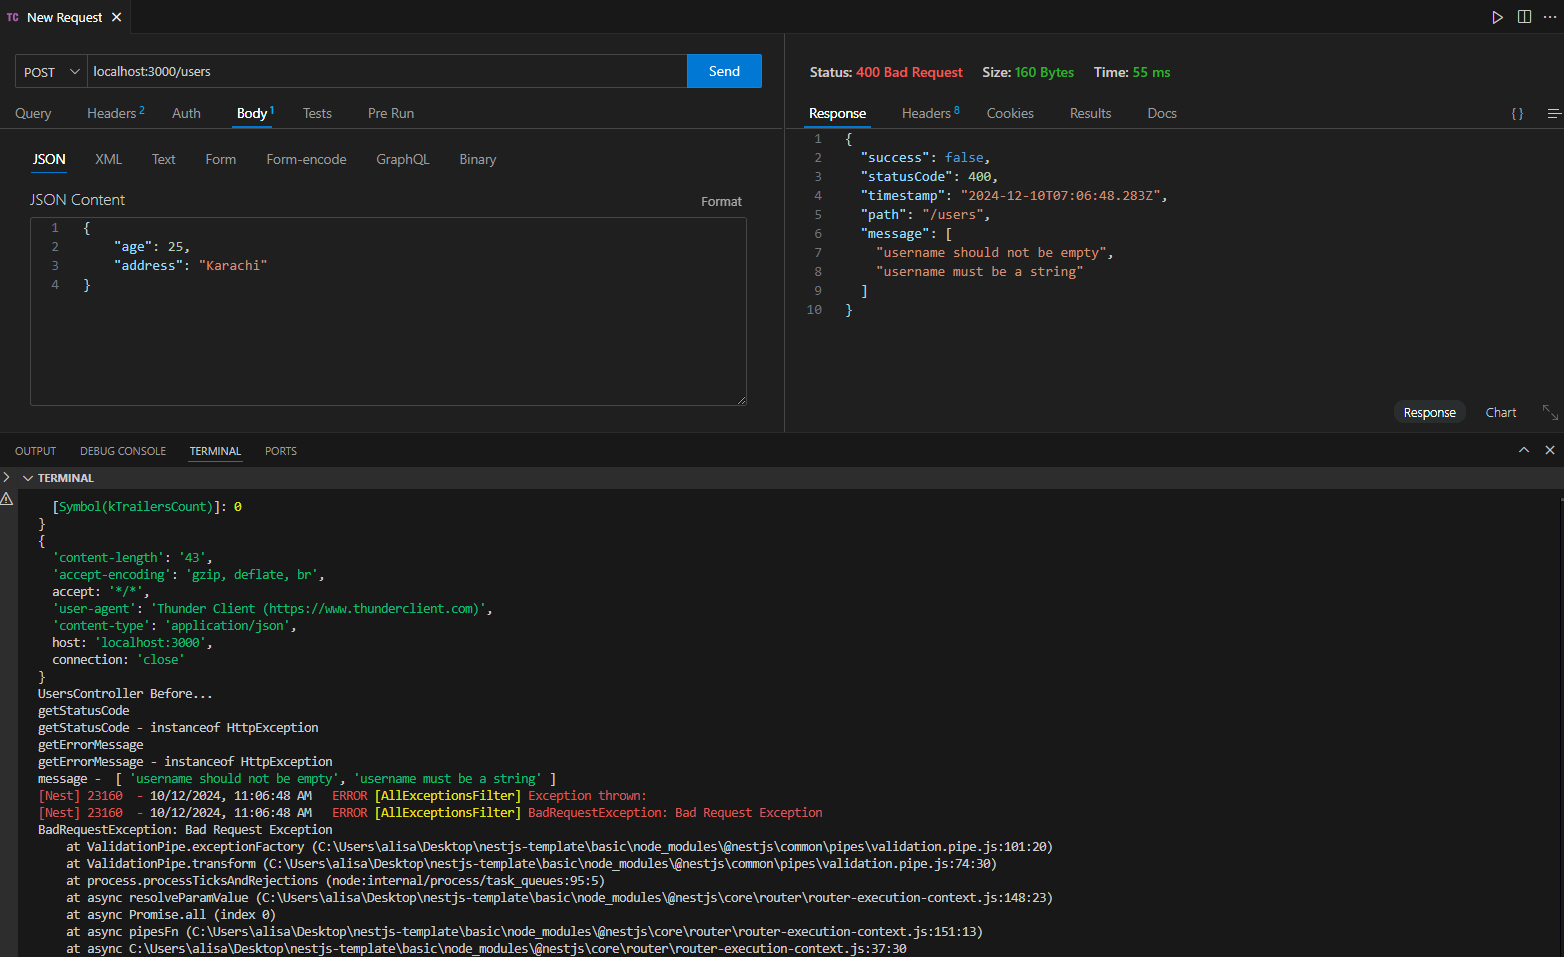 TC New Request
POST localhost:3000/users Send
Query Headers 2 Auth Body 1 Tests Pre Run
JSON XML Text Form Form-encode GraphQL Binary
JSON Content Format
1 {
2 "age": 25,
3 "address": "Karachi"
4 }
Status: 400 Bad Request Size: 160 Bytes Time: 55 ms
Response Headers 8 Cookies Results Docs { }
1 {
2 "success": false,
3 "statusCode": 400,
4 "timestamp": "2024-12-10T07:06:48.283Z",
5 "path": "/users",
6 "message": [
7 "username should not be empty",
8 "username must be a string"
9 ]
10 }
Response Chart
OUTPUT DEBUG CONSOLE TERMINAL PORTS
TERMINAL
[Symbol(kTrailersCount)]: 0
}
{
'content-length': '43',
'accept-encoding': 'gzip, deflate, br',
accept: '*/*',
'user-agent': 'Thunder Client (https://www.thunderclient.com)',
'content-type': 'application/json',
host: 'localhost:3000',
connection: 'close'
}
UsersController Before...
getStatusCode
getStatusCode - instanceof HttpException
getErrorMessage
getErrorMessage - instanceof HttpException
message - [ 'username should not be empty', 'username must be a string' ]
[Nest] 23160 - 10/12/2024, 11:06:48 AM ERROR [AllExceptionsFilter] Exception thrown:
[Nest] 23160 - 10/12/2024, 11:06:48 AM ERROR [AllExceptionsFilter] BadRequestException: Bad Request Exception
BadRequestException: Bad Request Exception
at ValidationPipe.exceptionFactory (C:\Users\alisa\Desktop\nestjs-template\basic\node_modules\@nestjs\common\pipes\validation.pipe.js:101:20)
at ValidationPipe.transform (C:\Users\alisa\Desktop\nestjs-template\basic\node_modules\@nestjs\common\pipes\validation.pipe.js:74:30)
at process.processTicksAndRejections (node:internal/process/task_queues:95:5)
at async resolveParamValue (C:\Users\alisa\Desktop\nestjs-template\basic\node_modules\@nestjs\core\router\router-execution-context.js:148:23)
at async Promise.all (index 0)
at async pipesFn (C:\Users\alisa\Desktop\nestjs-template\basic\node_modules\@nestjs\core\router\router-execution-context.js:151:13)
at async C:\Users\alisa\Desktop\nestjs-template\basic\node_modules\@nestjs\core\router\router-execution-context.js:37:30